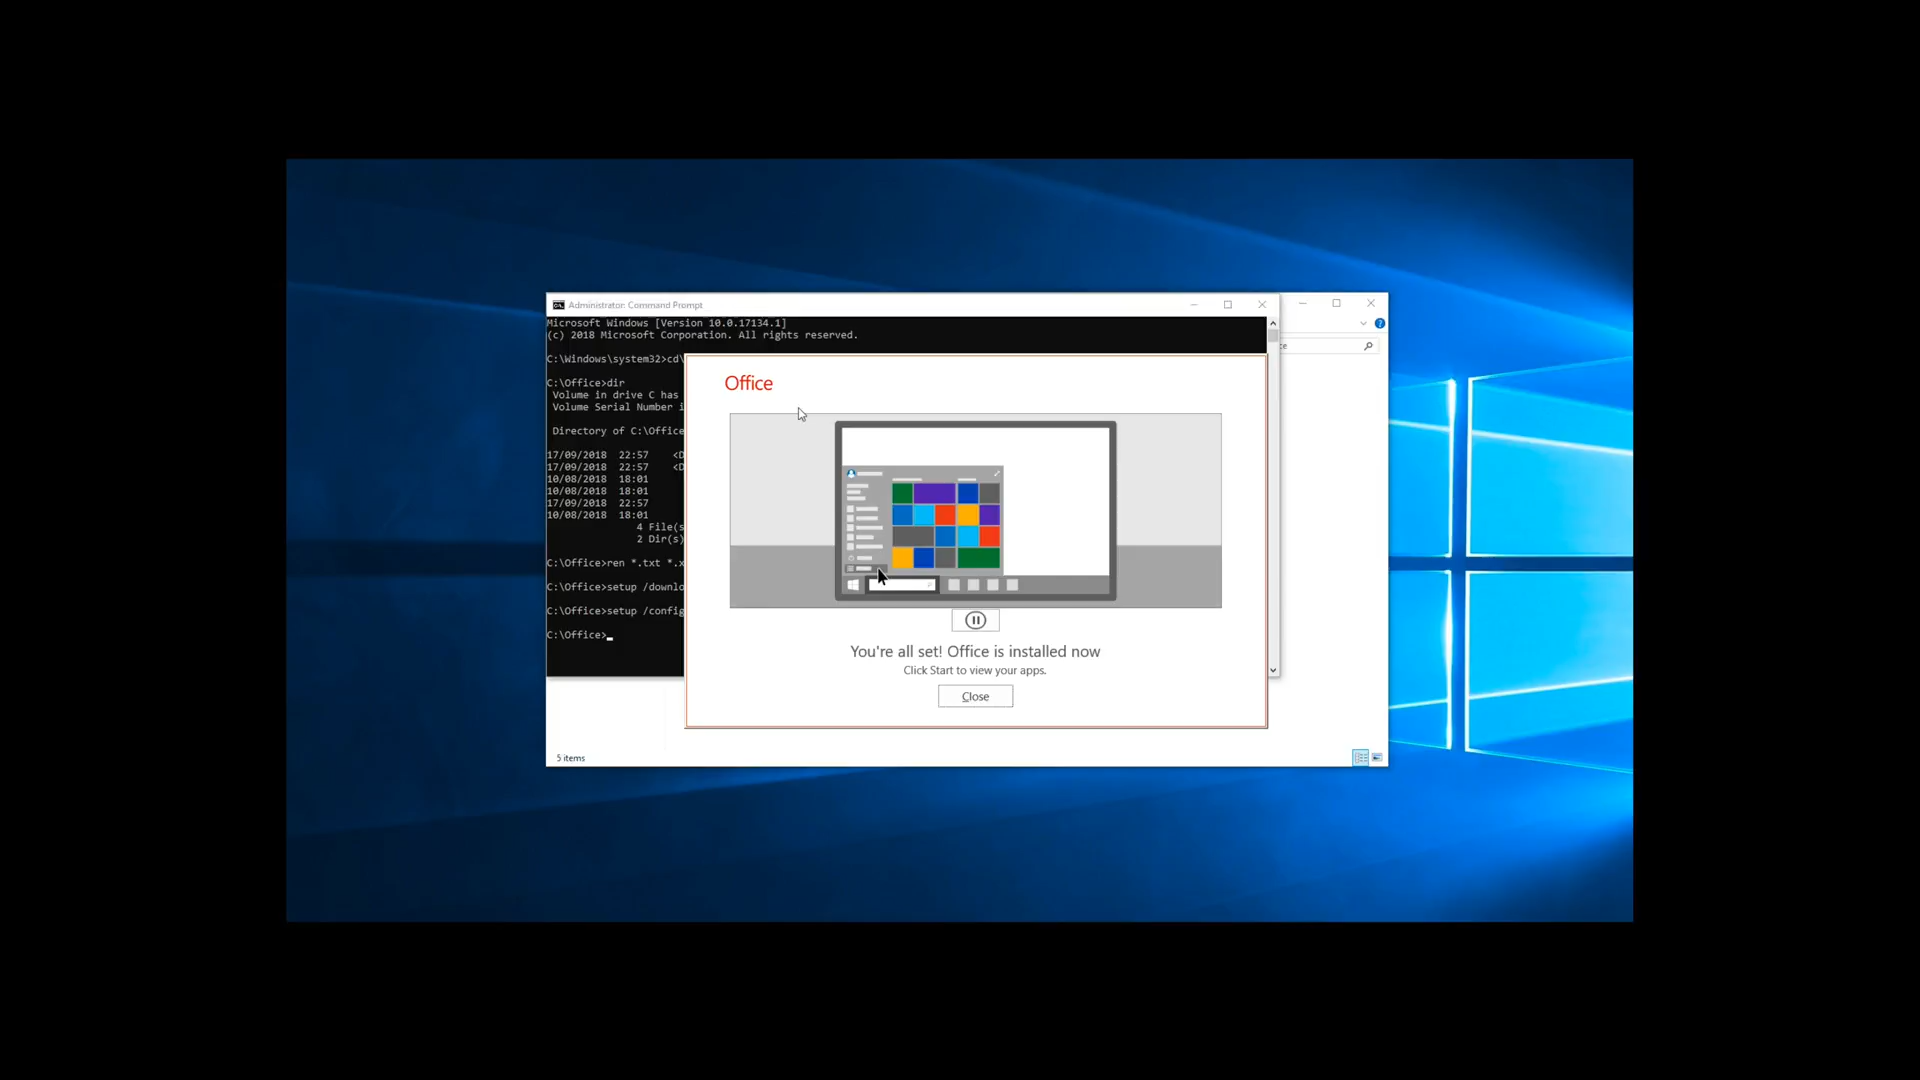 Administrator: Command Prompt
Microsoft Windows [Version 10.0.17134.1]
(c) 2018 Microsoft Corporation. All rights reserved.
C:\Windows\system32>cd\
C:\Office>dir
Volume in drive C has
Volume Serial Number i
Directory of C:\Office
17/09/2018 22:57 <D
17/09/2018 22:57 <D
10/08/2018 18:01
10/08/2018 18:01
17/09/2018 22:57
10/08/2018 18:01
4 File(s
2 Dir(s)
C:\Office>ren *.txt *.x
C:\Office>setup /downlo
C:\Office>setup /config
C:\Office>_
Office
You're all set! Office is installed now
Click Start to view your apps.
Close
ce
5 items